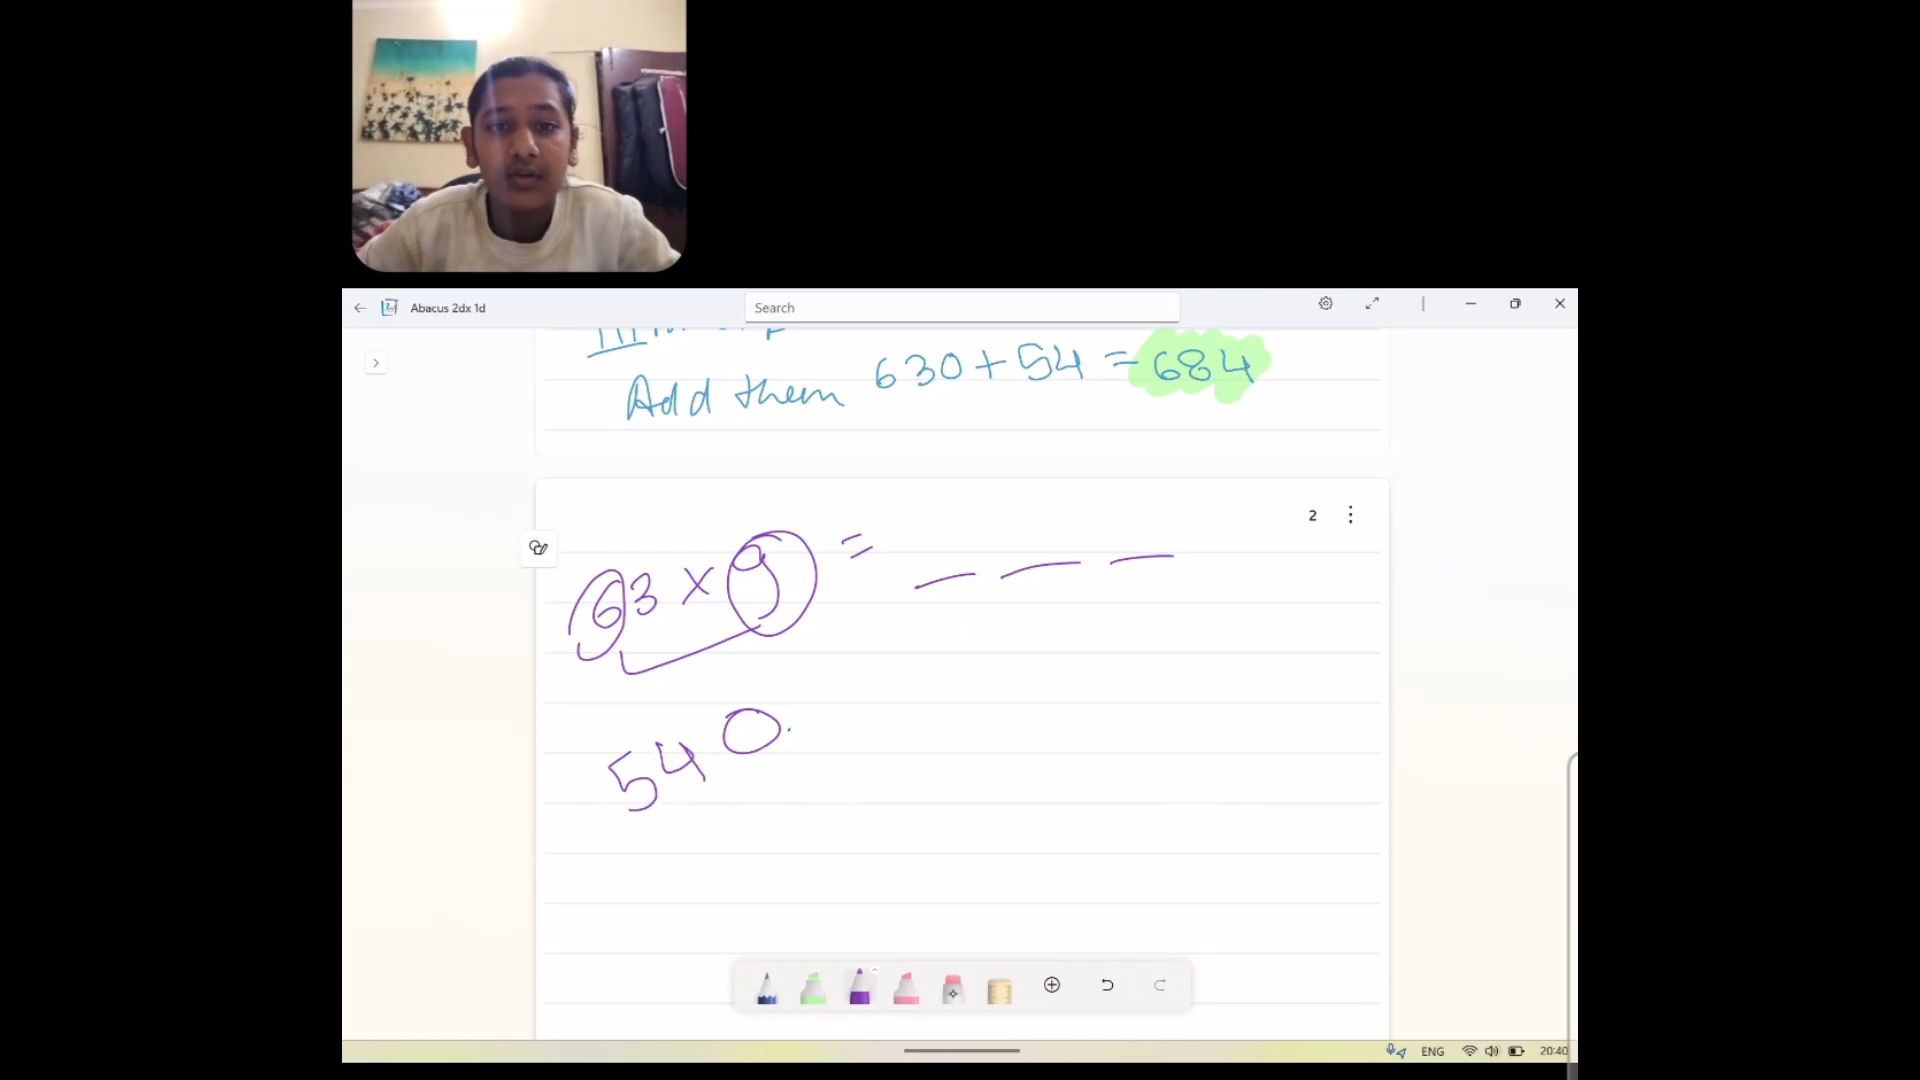 Abacus 2dx 1d
Search
Add them 630 + 54 = 684
2
63 × 9 = _ _ _
540
ENG
20:40